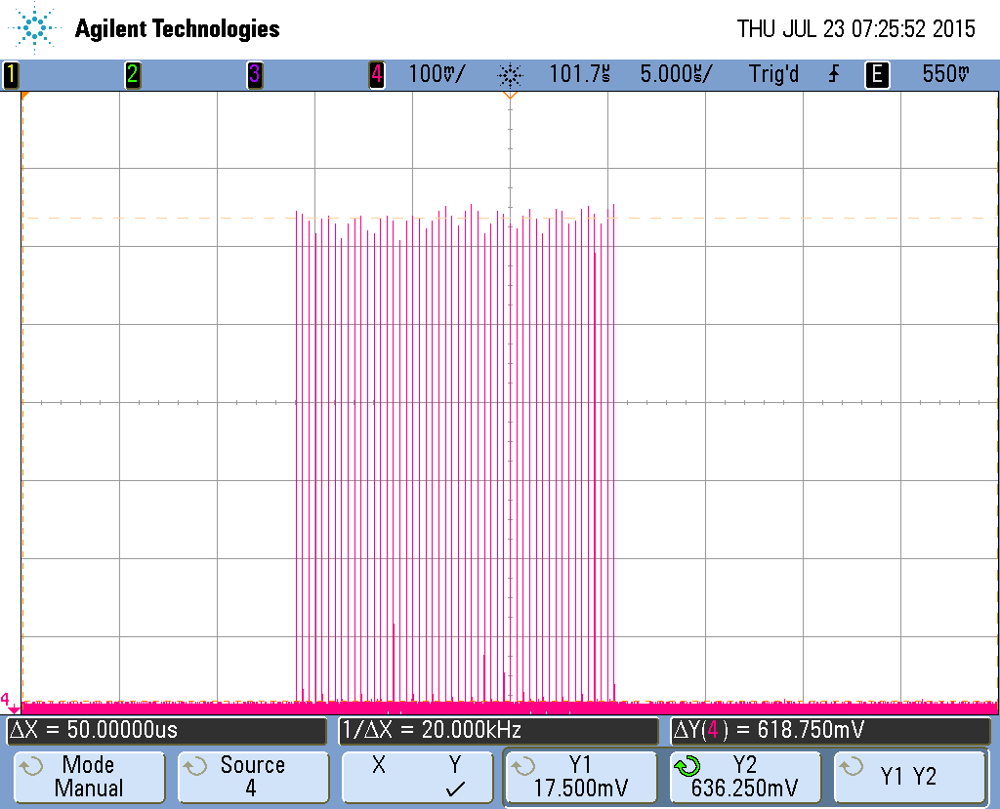 Agilent Technologies THU JUL 23 07:25:52 2015
1 2 3 4 100mV/ 101.7µs 5.000µs/ Trig'd E 550mV
4
ΔX = 50.00000us 1/ΔX = 20.000kHz ΔY(4) = 618.750mV
Mode Source X Y Y1 Y2 Y1 Y2
Manual 4 ✓ 17.500mV 636.250mV